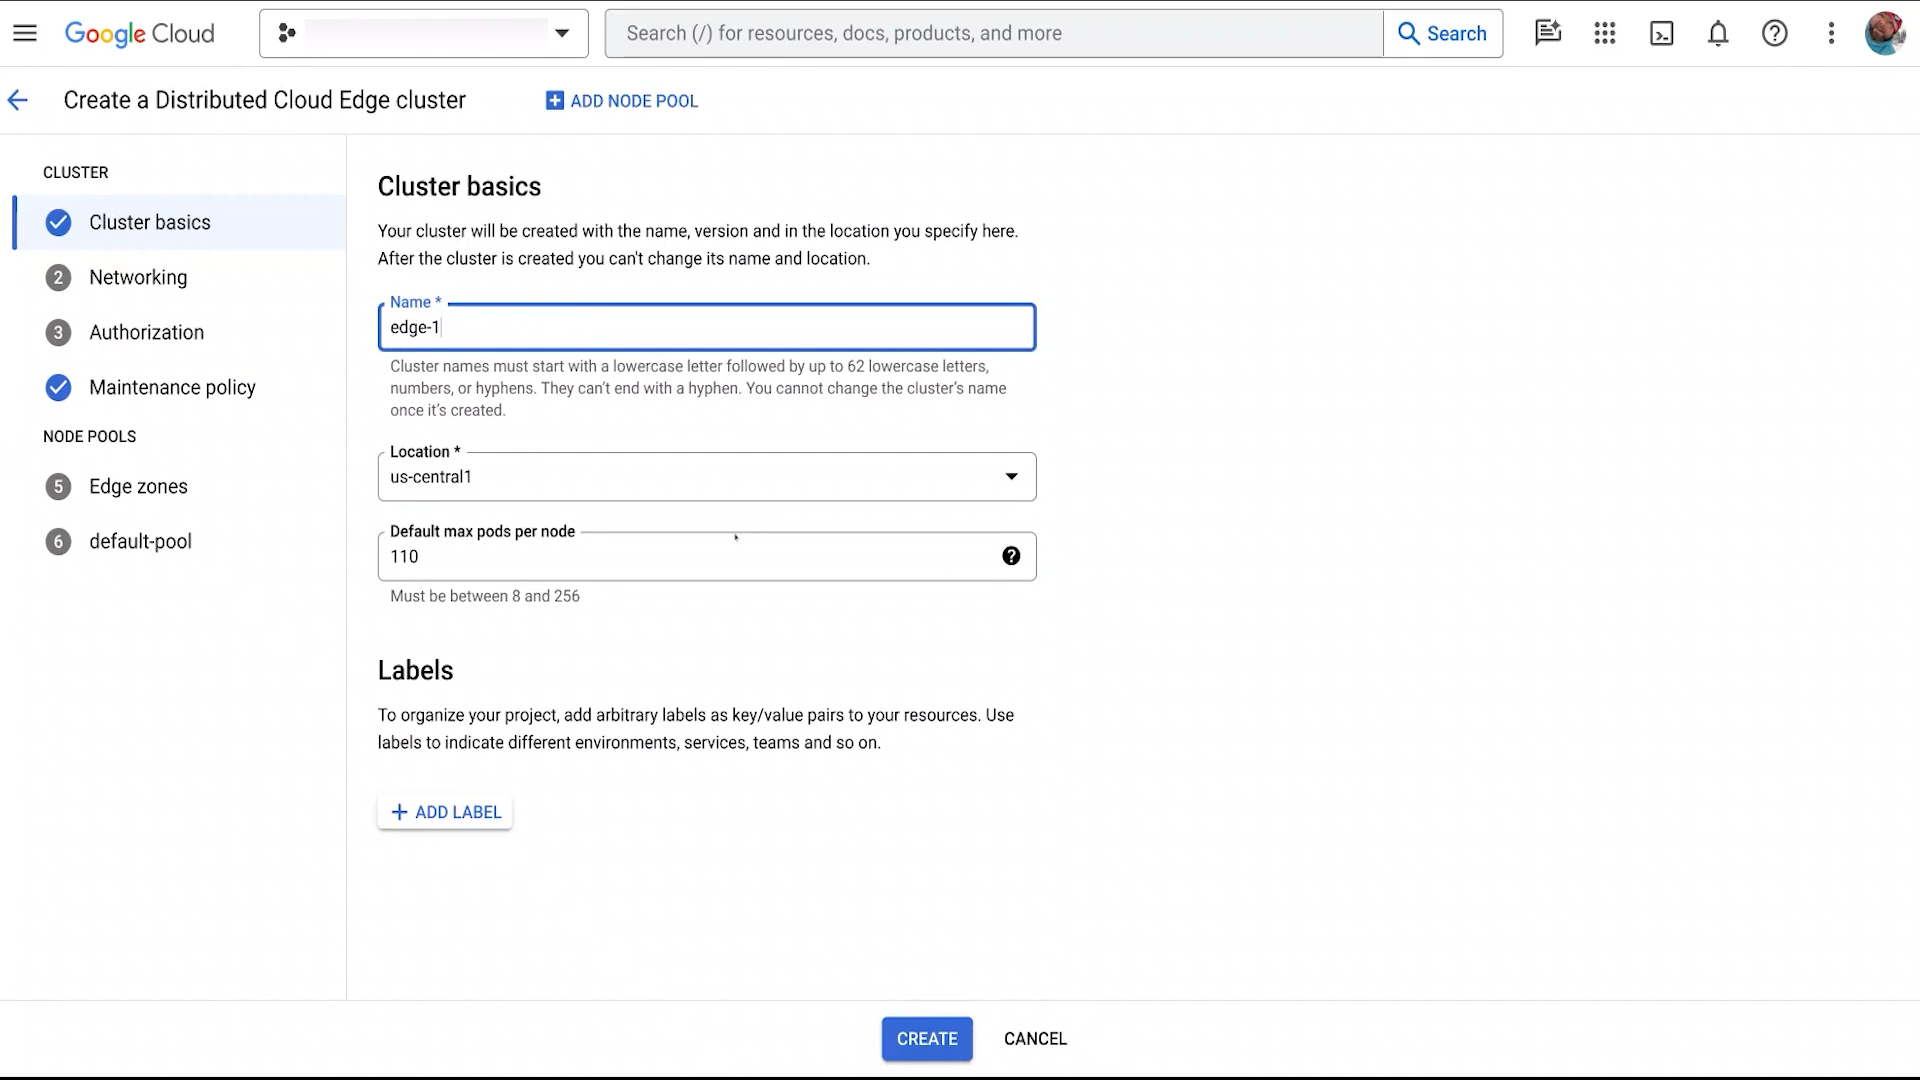 Google Cloud
Search (/) for resources, docs, products, and more
Search
Create a Distributed Cloud Edge cluster
ADD NODE POOL
CLUSTER
Cluster basics
2 Networking
3 Authorization
Maintenance policy
NODE POOLS
5 Edge zones
6 default-pool
Cluster basics
Your cluster will be created with the name, version and in the location you specify here.
After the cluster is created you can't change its name and location.
Name *
edge-1
Cluster names must start with a lowercase letter followed by up to 62 lowercase letters,
numbers, or hyphens. They can’t end with a hyphen. You cannot change the cluster’s name
once it’s created.
Location *
us-central1
Default max pods per node
110
Must be between 8 and 256
Labels
To organize your project, add arbitrary labels as key/value pairs to your resources. Use
labels to indicate different environments, services, teams and so on.
+ ADD LABEL
CREATE
CANCEL